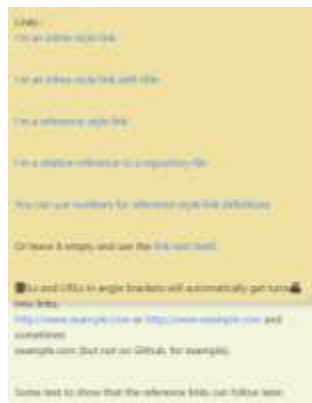 Links:
I'm an inline-style link
I'm an inline-style link with title
I'm a reference-style link
I'm a relative reference to a repository file
You can use numbers for reference-style link definitions
Or leave it empty and use the link text itself.
and URLs in angle brackets will automatically get turned
into links.
http://www.example.com or http://www.example.com and
sometimes
example.com (but not on Github, for example).
Some text to show that the reference links can follow later.